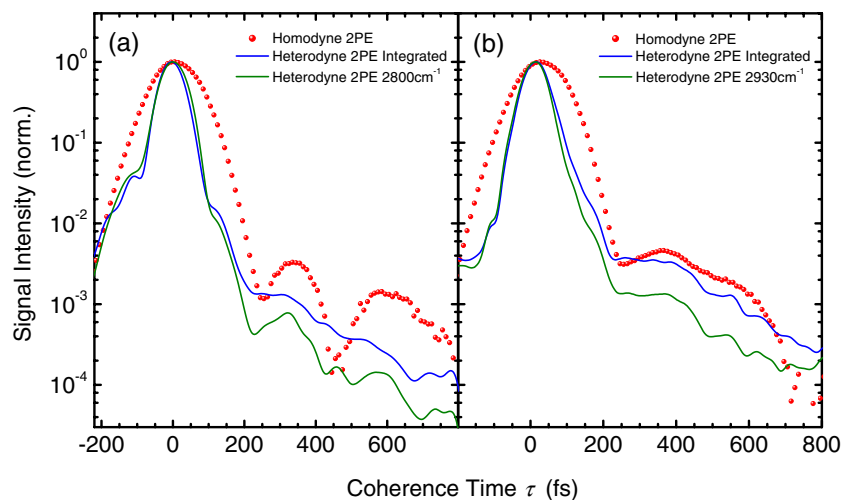 (a)
Homodyne 2PE
Heterodyne 2PE Integrated
Heterodyne 2PE 2800cm⁻¹
(b)
Homodyne 2PE
Heterodyne 2PE Integrated
Heterodyne 2PE 2930cm⁻¹
Signal Intensity (norm.)
10⁰
10⁻¹
10⁻²
10⁻³
10⁻⁴
-200 0 200 400 600 0 200 400 600 800
Coherence Time τ (fs)